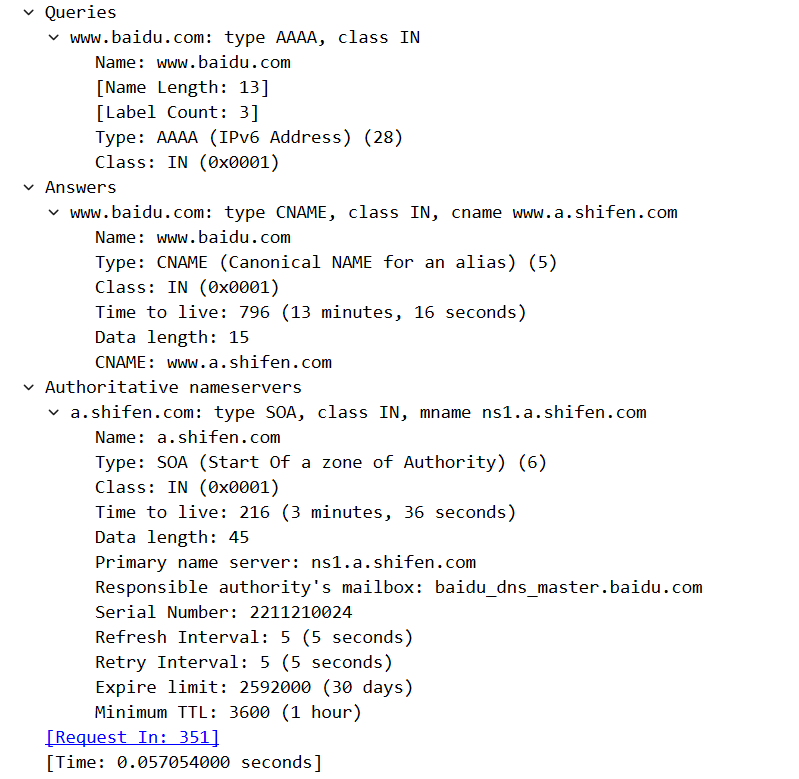 Queries
www.baidu.com: type AAAA, class IN
Name: www.baidu.com
[Name Length: 13]
[Label Count: 3]
Type: AAAA (IPv6 Address) (28)
Class: IN (0x0001)
Answers
www.baidu.com: type CNAME, class IN, cname www.a.shifen.com
Name: www.baidu.com
Type: CNAME (Canonical NAME for an alias) (5)
Class: IN (0x0001)
Time to live: 796 (13 minutes, 16 seconds)
Data length: 15
CNAME: www.a.shifen.com
Authoritative nameservers
a.shifen.com: type SOA, class IN, mname ns1.a.shifen.com
Name: a.shifen.com
Type: SOA (Start Of a zone of Authority) (6)
Class: IN (0x0001)
Time to live: 216 (3 minutes, 36 seconds)
Data length: 45
Primary name server: ns1.a.shifen.com
Responsible authority's mailbox: baidu_dns_master.baidu.com
Serial Number: 2211210024
Refresh Interval: 5 (5 seconds)
Retry Interval: 5 (5 seconds)
Expire limit: 2592000 (30 days)
Minimum TTL: 3600 (1 hour)
[Request In: 351]
[Time: 0.057054000 seconds]